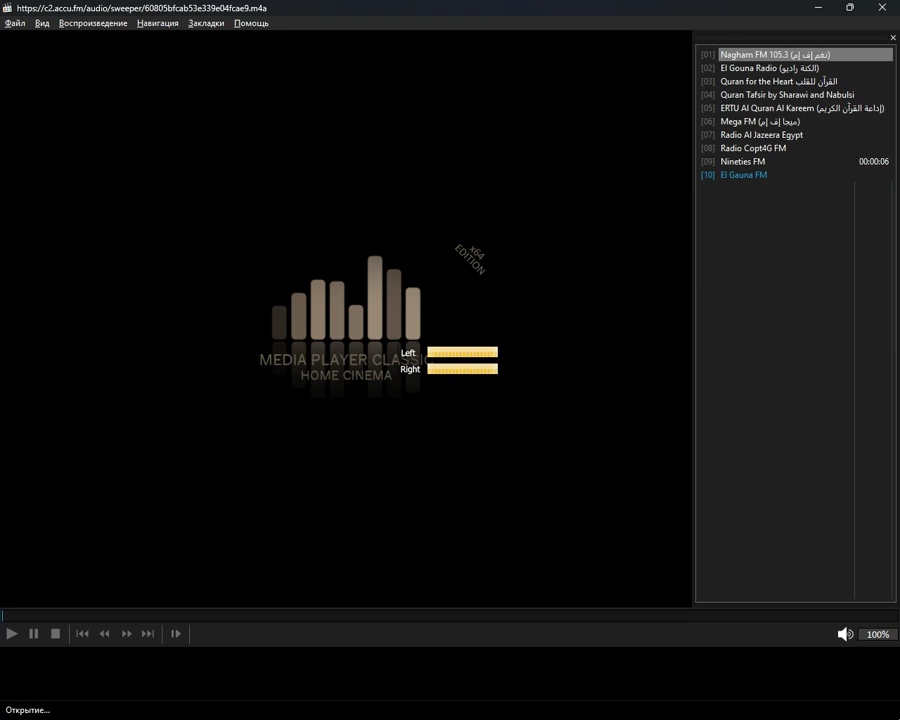 https://c2.accu.fm/audio/sweeper/60805bfcab53e339e04fcae9.m4a
Файл Вид Воспроизведение Навигация Закладки Помощь
[01] Nagham FM 105.3 (نغم إف إم)
[02] El Gouna Radio (الكنة راديو)
[03] Quran for the Heart القرآن للقلب
[04] Quran Tafsir by Sharawi and Nabulsi
[05] ERTU Al Quran Al Kareem (إداعة القرآن الكريم)
[06] Mega FM (ميجا إف إم)
[07] Radio Al Jazeera Egypt
[08] Radio Copt4G FM
[09] Nineties FM 00:00:06
[10] El Gauna FM
x64
EDITION
MEDIA PLAYER CLASSIC
HOME CINEMA
Left
Right
100%
Открытие...